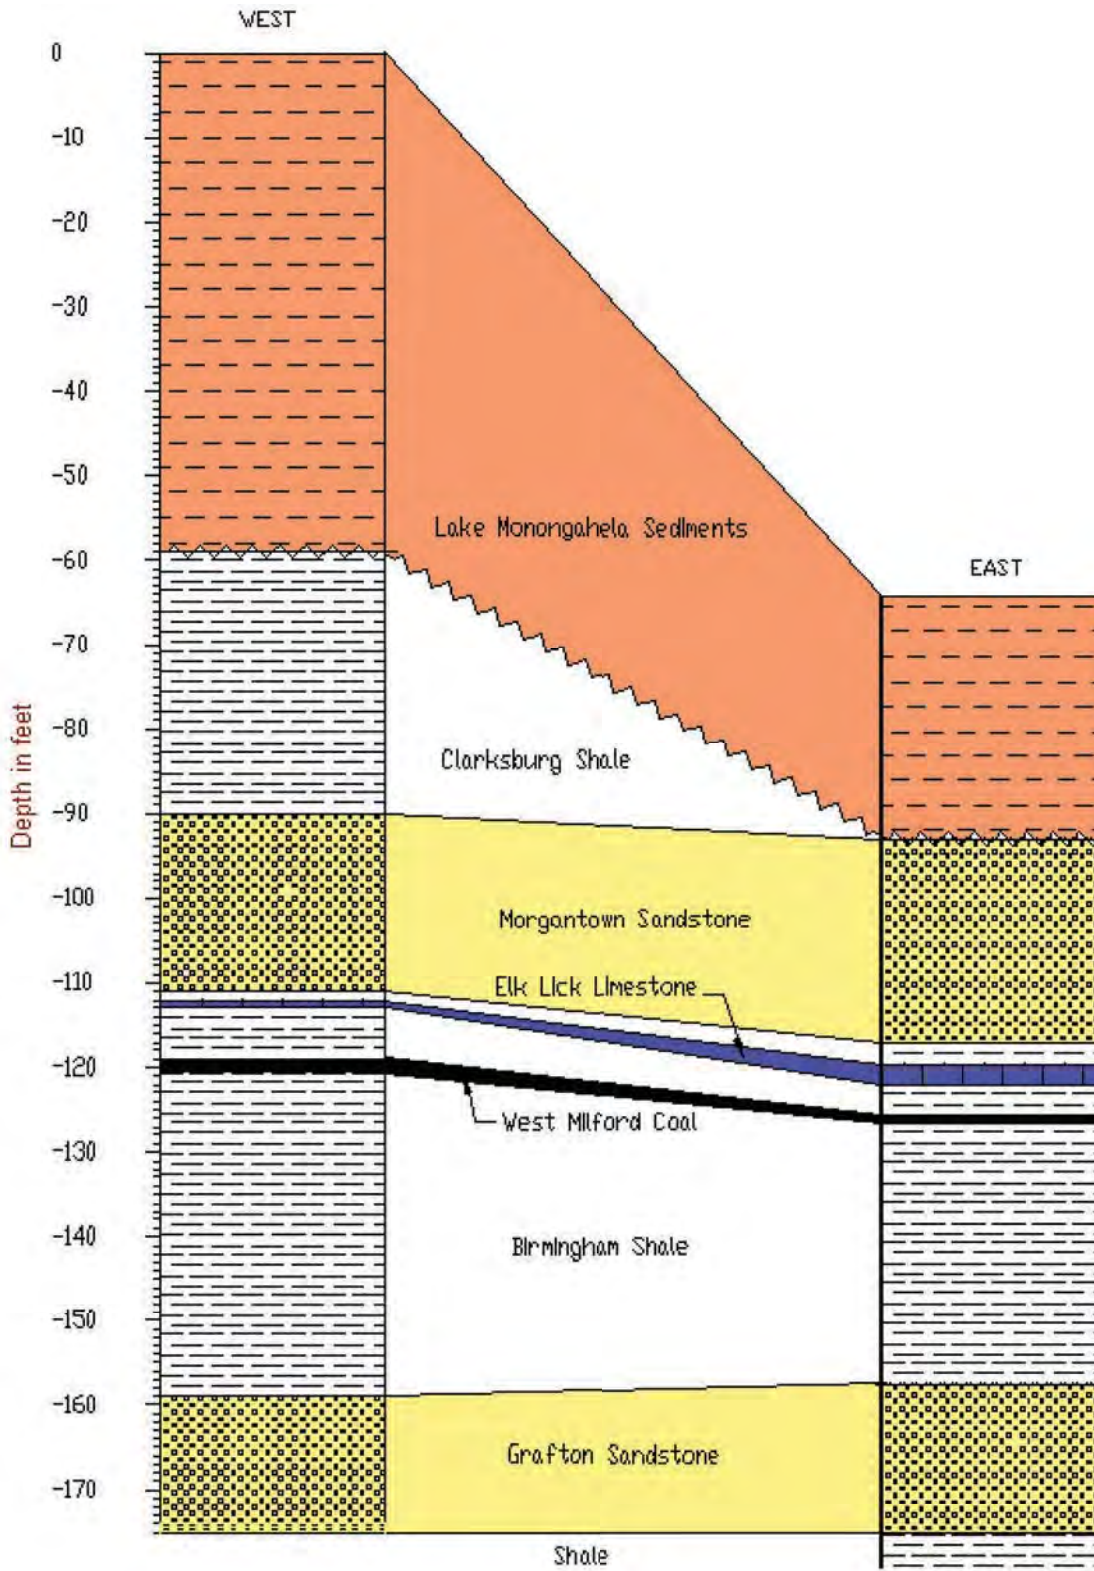 WEST
0
-10
-20
-30
-40
-50
Lake Monongahela Sediments
-60
EAST
-70
Depth in feet
-80
Clarksburg Shale
-90
-100
Morgantown Sandstone
-110
Elk Lick Limestone
-120
West Milford Coal
-130
-140
Birmingham Shale
-150
-160
Grafton Sandstone
-170
Shale